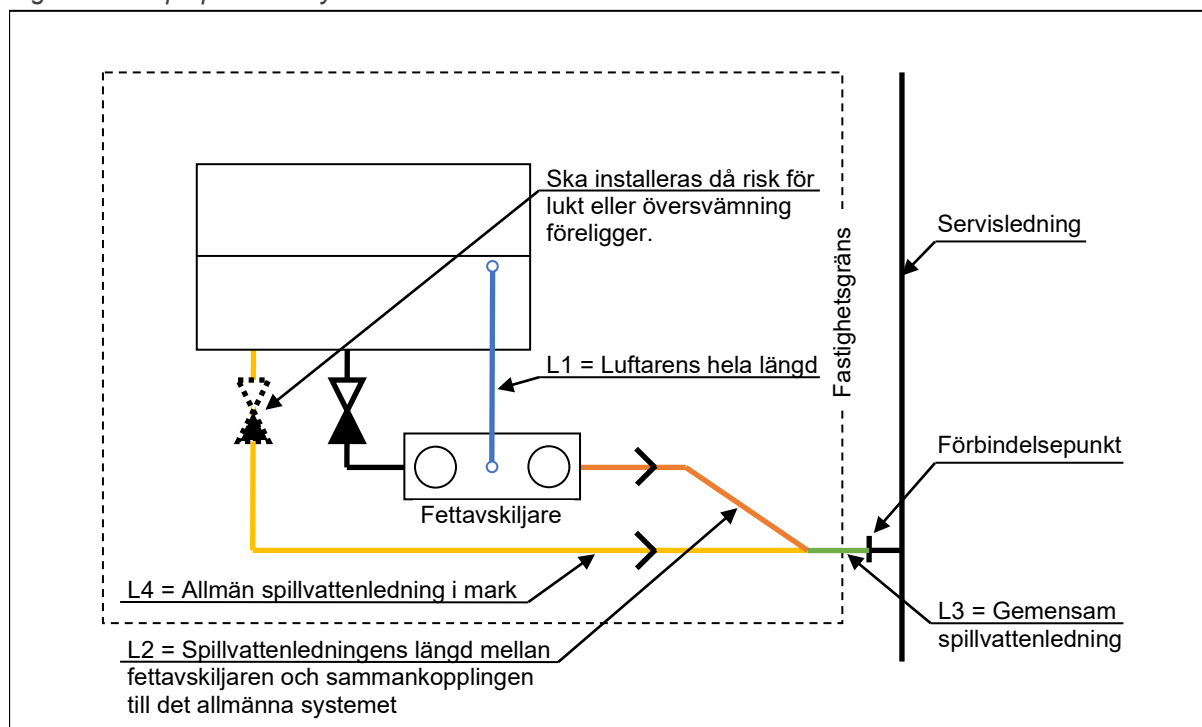 Ska installeras då risk för
lukt eller översvämning
föreligger.
Fastighetsgräns
Servisledning
L1 = Luftarens hela längd
Förbindelsepunkt
Fettavskiljare
L4 = Allmän spillvattenledning i mark
L3 = Gemensam
spillvattenledning
L2 = Spillvattenledningens längd mellan
fettavskiljaren och sammankopplingen
till det allmänna systemet